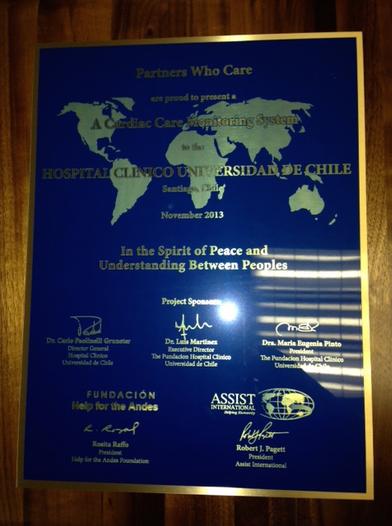 Partners Who Care
are proud to present a
A Cardiac Care Monitoring System
to the
HOSPITAL CLINICO UNIVERSIDAD DE CHILE
Santiago, Chile
November 2013
In the Spirit of Peace and
Understanding Between Peoples
Project Sponsors
Dr. Carlo Paolinelli Grunster
Director General
Hospital Clinico
Universidad de Chile
Dr. Luis Martinez
Executive Director
The Fundacion Hospital Clinico
Universidad de Chile
Dra. Maria Eugenia Pinto
President
The Fundacion Hospital Clinico
Universidad de Chile
FUNDACIÓN
Help for the Andes
Rosita Raffo
President
Help for the Andes Foundation
ASSIST
INTERNATIONAL
Helping Humanity
Robert J. Pagett
President
Assist International